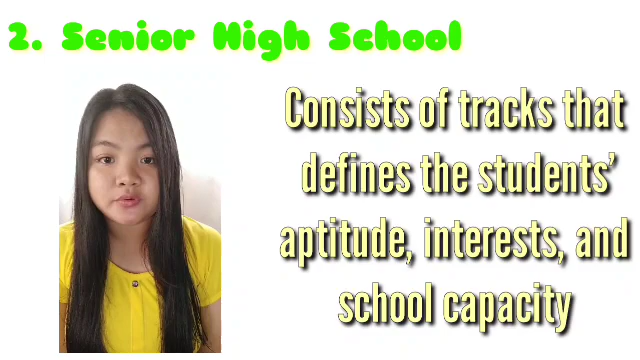 2. Senior High School
Consists of tracks that
defines the students'
aptitude, interests, and
school capacity